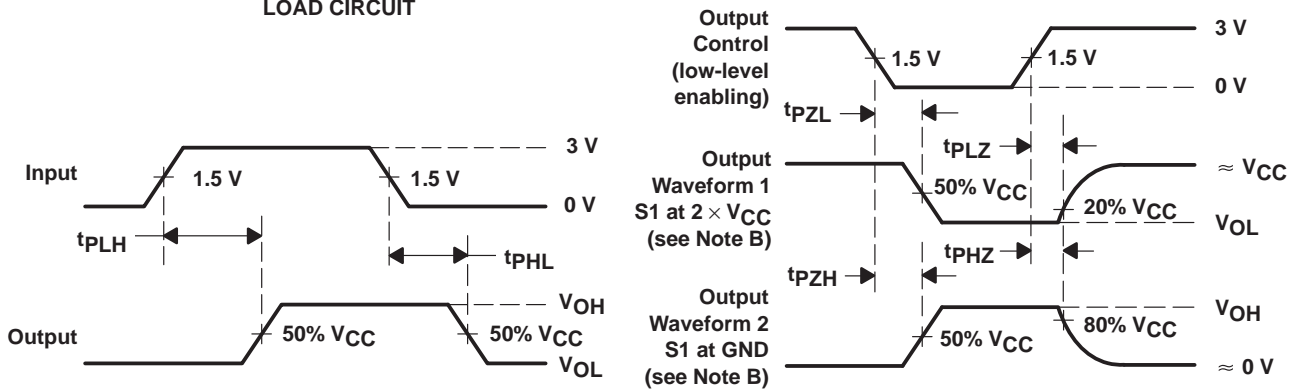 LOAD CIRCUIT
Input
1.5 V
1.5 V
3 V
0 V
tPLH
tPHL
Output
50% VCC
50% VCC
VOH
VOL
Output
Control
(low-level
enabling)
1.5 V
1.5 V
3 V
0 V
tPZL
tPLZ
Output
Waveform 1
S1 at 2 × VCC
(see Note B)
50% VCC
20% VCC
≈ VCC
VOL
tPHZ
tPZH
Output
Waveform 2
S1 at GND
(see Note B)
50% VCC
80% VCC
VOH
≈ 0 V